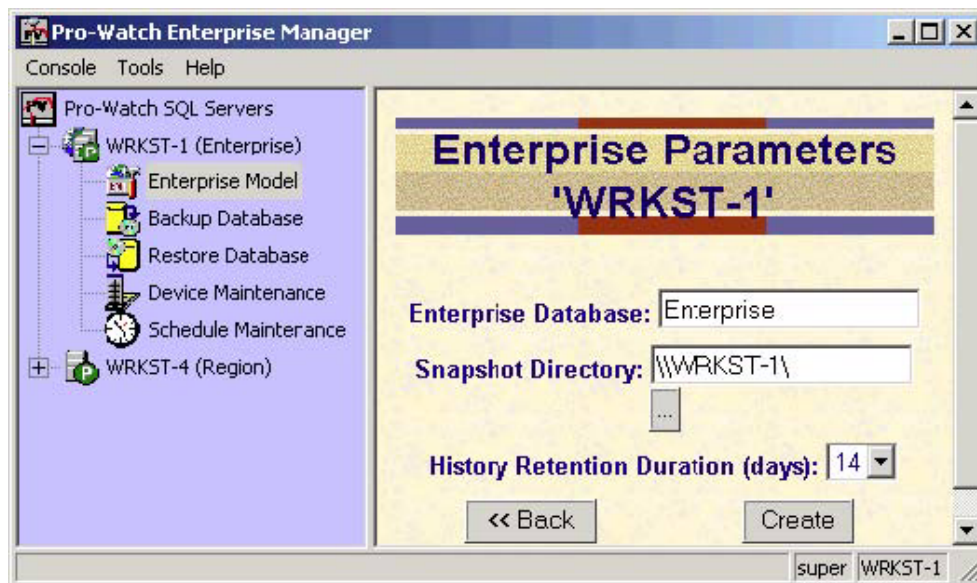 Pro-Watch Enterprise Manager
Console Tools Help
Pro-Watch SQL Servers
WRKST-1 (Enterprise)
Enterprise Model
Backup Database
Restore Database
Device Maintenance
Schedule Mainterance
WRKST-4 (Region)
Enterprise Parameters
'WRKST-1'
Enterprise Database: Enterprise
Snapshot Directory: \\WRKST-1\
...
History Retention Duration (days): 14
<< Back Create
super WRKST-1